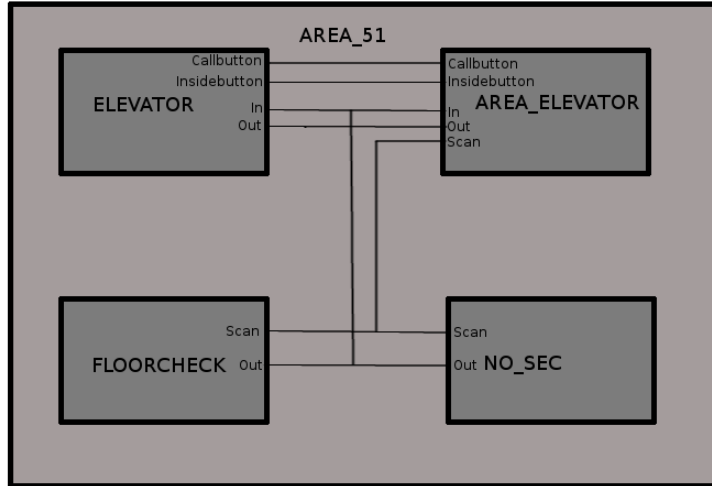 AREA_51
Callbutton
Insidebutton
ELEVATOR
In
Out
Callbutton
Insidebutton
AREA_ELEVATOR
In
Out
Scan
Scan
FLOORCHECK Out
Scan
Out NO_SEC